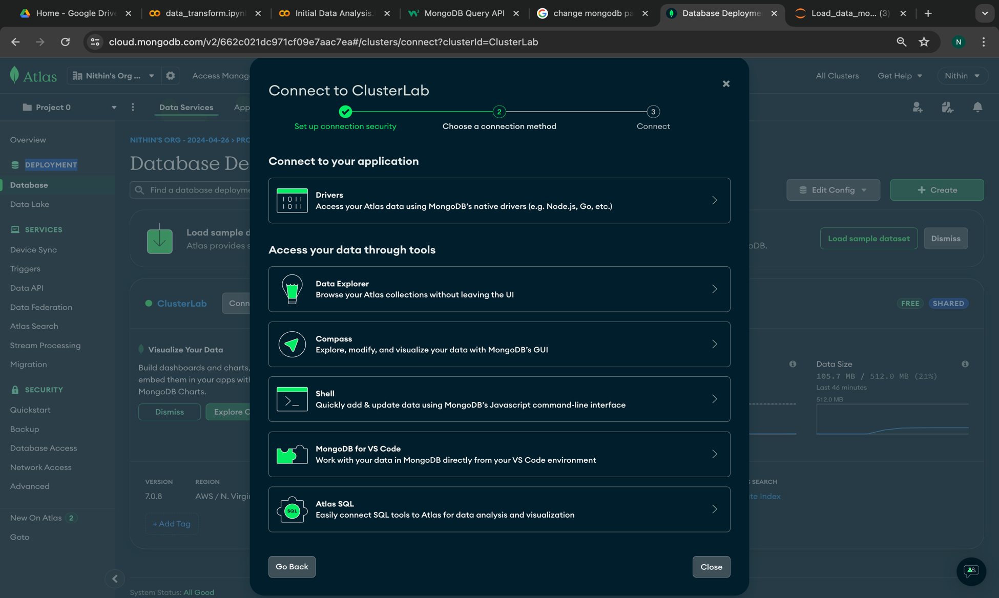 Home - Google Drive
data_transform.ipyn
Initial Data Analysis.
MongoDB Query API
change mongodb pa
Database Deployme
Load_data_mo... (3)
cloud.mongodb.com/v2/662c021dc971cf09e7aac7ea#/clusters/connect?clusterId=ClusterLab
N
Atlas
Nithin's Org ...
Access Manag
All Clusters
Get Help
Nithin
Project 0
Data Services
App
Overview
DEPLOYMENT
Database
Data Lake
SERVICES
Device Sync
Triggers
Data API
Data Federation
Atlas Search
Stream Processing
Migration
SECURITY
Quickstart
Backup
Database Access
Network Access
Advanced
New On Atlas 2
Goto
NITHIN'S ORG - 2024-04-26 > PRO
Database De
Find a database deployme
Edit Config
+ Create
Load sample d
Atlas provides s
oDB.
Load sample dataset
Dismiss
ClusterLab
Conn
FREE
SHARED
Visualize Your Data
Build dashboards and charts,
embed them in your apps with
MongoDB Charts.
Dismiss
Explore C
Data Size
105.7 MB / 512.0 MB (21%)
Last 46 minutes
512.0 MB
VERSION
7.0.8
REGION
AWS / N. Virgin
S SEARCH
te Index
+ Add Tag
System Status: All Good
Connect to ClusterLab
2
3
Set up connection security
Choose a connection method
Connect
Connect to your application
1011
1011
Drivers
Access your Atlas data using MongoDB’s native drivers (e.g. Node.js, Go, etc.)
Access your data through tools
Data Explorer
Browse your Atlas collections without leaving the UI
Compass
Explore, modify, and visualize your data with MongoDB’s GUI
Shell
Quickly add & update data using MongoDB’s Javascript command-line interface
MongoDB for VS Code
Work with your data in MongoDB directly from your VS Code environment
SQL
Atlas SQL
Easily connect SQL tools to Atlas for data analysis and visualization
Go Back
Close